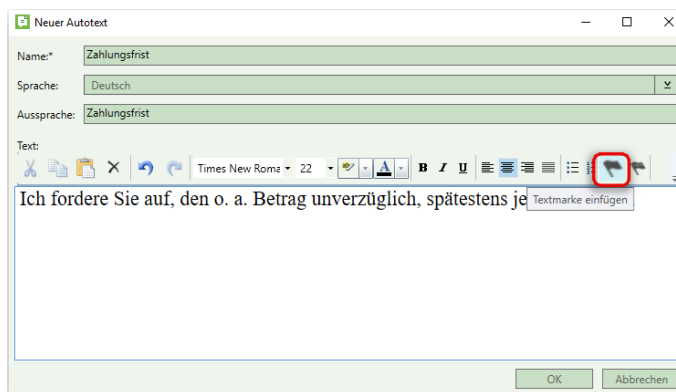 Neuer Autotext
Name:* Zahlungsfrist
Sprache: Deutsch
Aussprache: Zahlungsfrist
Text:
Times New Roma 22 A B I U
Ich fordere Sie auf, den o. a. Betrag unverzüglich, spätestens je
Textmarke einfügen
OK Abbrechen